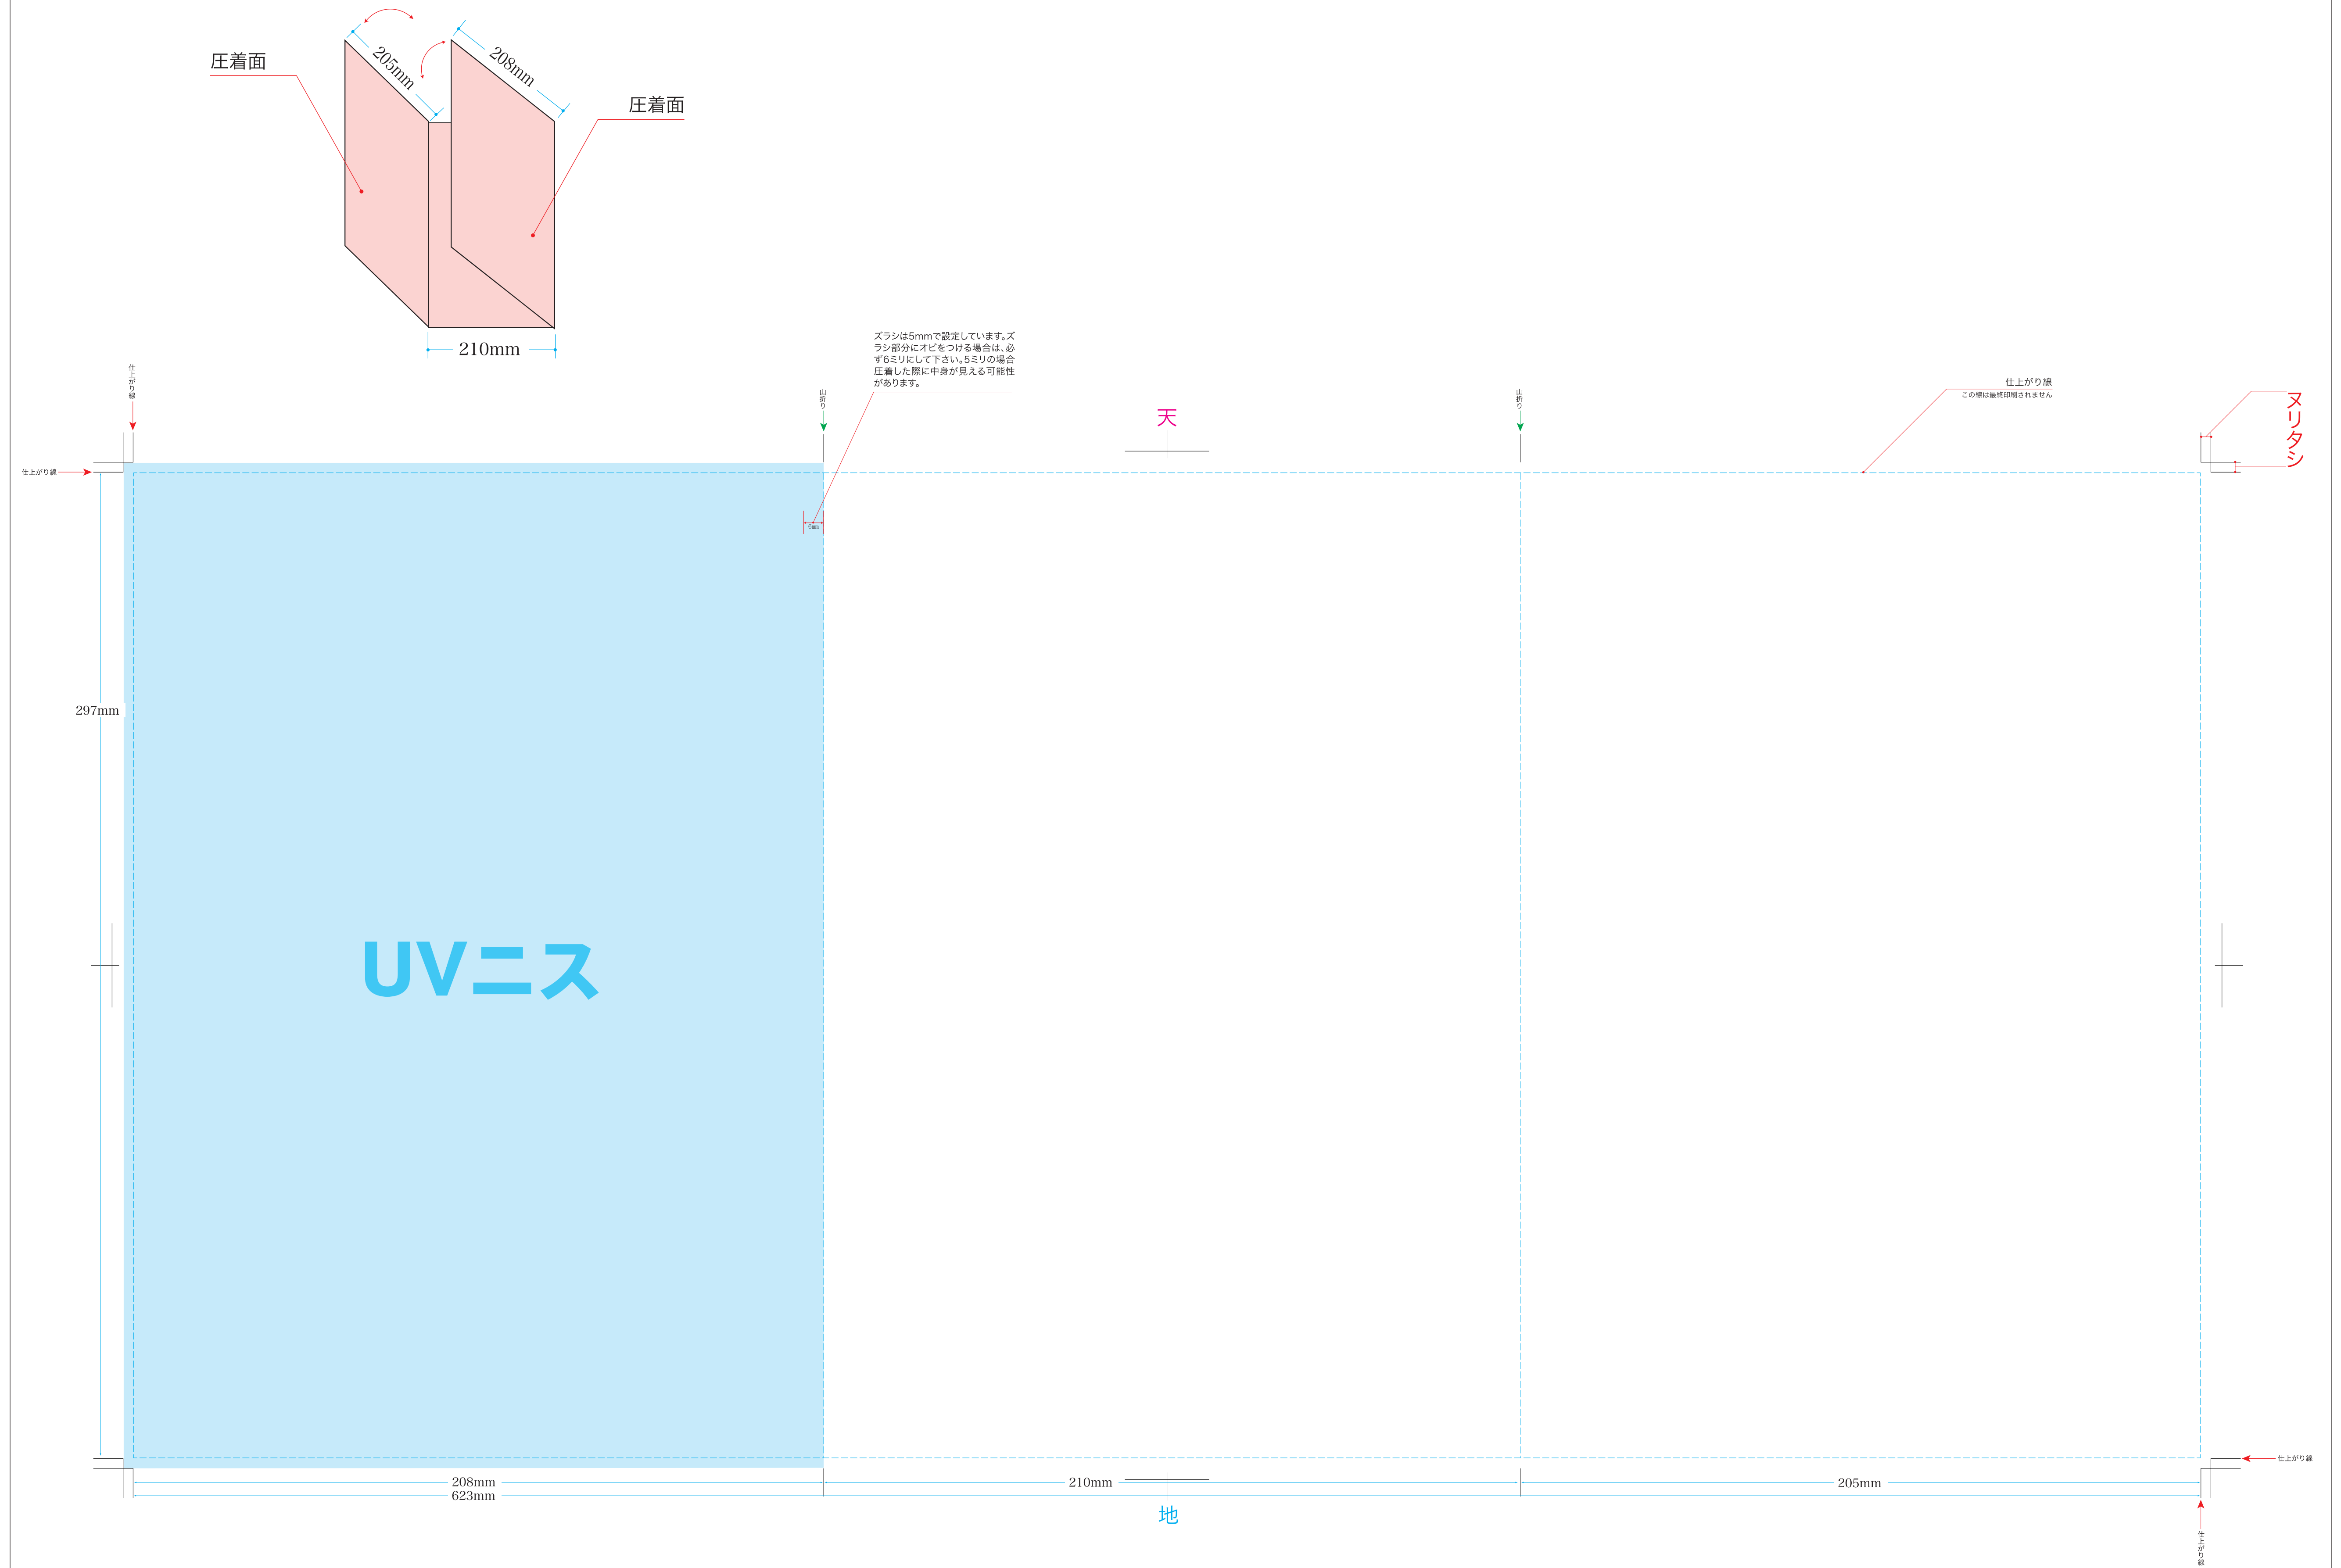 圧着面
205mm
208mm
圧着面
210mm
ズラシは5mmで設定しています。ズ
ラシ部分にオビをつける場合は、必
ず6ミリにして下さい。5ミリの場合
圧着した際に中身が見える可能性
があります。
仕上がり線
山折り
天
山折り
仕上がり線
この線は最終印刷されません
ヌリタシ
仕上がり線
6mm
297mm
UVニス
仕上がり線
208mm
210mm
205mm
623mm
地
仕上がり線